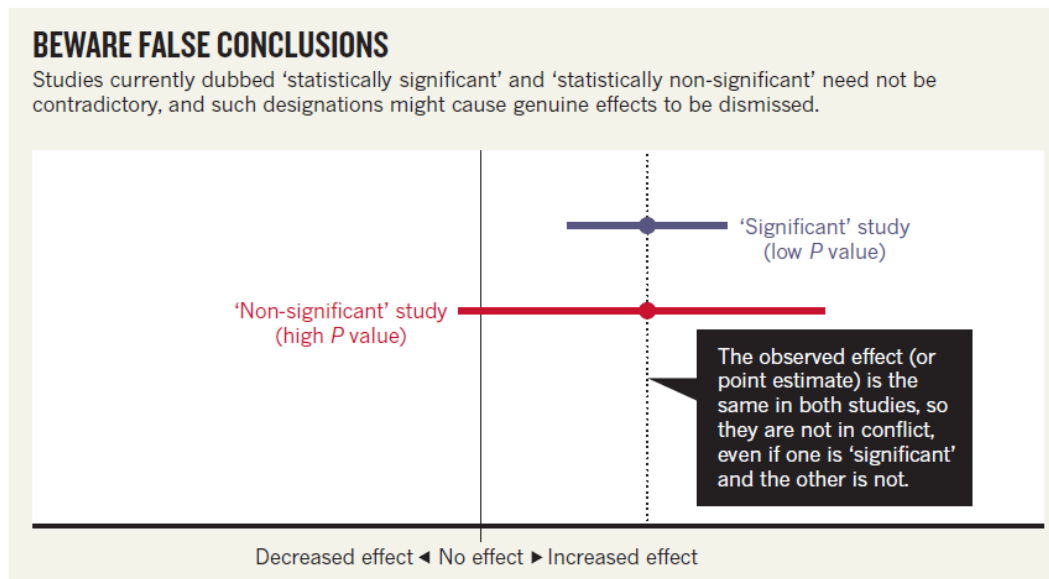 BEWARE FALSE CONCLUSIONS
Studies currently dubbed ‘statistically significant’ and ‘statistically non-significant’ need not be
contradictory, and such designations might cause genuine effects to be dismissed.
‘Significant’ study
(low P value)
‘Non-significant’ study
(high P value)
The observed effect (or
point estimate) is the
same in both studies, so
they are not in conflict,
even if one is ‘significant’
and the other is not.
Decreased effect ◄ No effect ► Increased effect